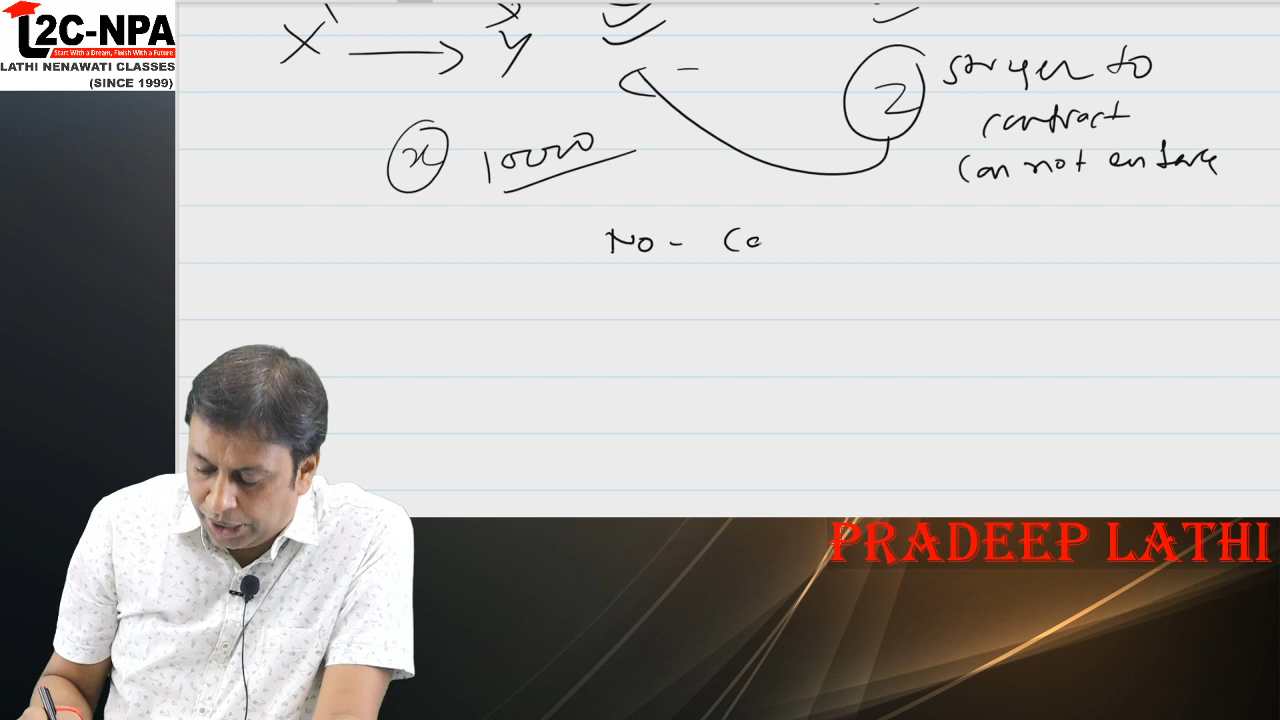 L2C-NPA
Start With a Dream, Finish With a Future
LATHI NENAWATI CLASSES
(SINCE 1999)
X → y
Z
stranger to
contract
Can not enforce
x 10000
No - Co
PRADEEP LATHI